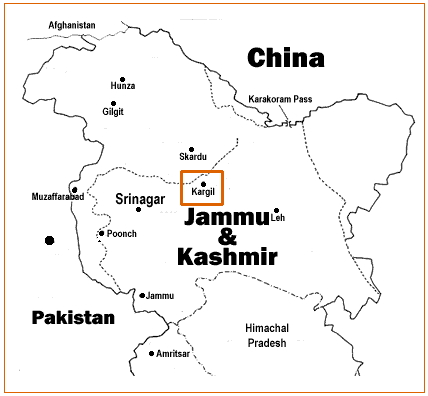 Afghanistan
China
Hunza
Karakoram Pass
Gilgit
Skardu
Kargil
Muzaffarabad
Srinagar
Jammu
&
Kashmir
Leh
Poonch
Jammu
Pakistan
Himachal
Pradesh
Amritsar